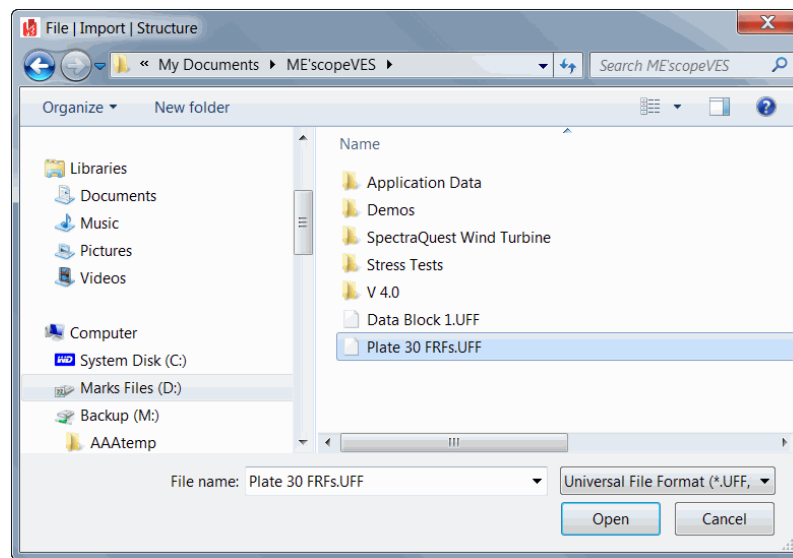 File | Import | Structure
« My Documents ME'scopeVES
Search ME'scopeVES
Organize New folder
Name
Libraries
Documents
Music
Pictures
Videos
Computer
WD System Disk (C:)
Marks Files (D:)
Backup (M:)
AAAtemp
Application Data
Demos
SpectraQuest Wind Turbine
Stress Tests
V 4.0
Data Block 1.UFF
Plate 30 FRFs.UFF
File name: Plate 30 FRFs.UFF
Universal File Format (*.UFF,
Open Cancel